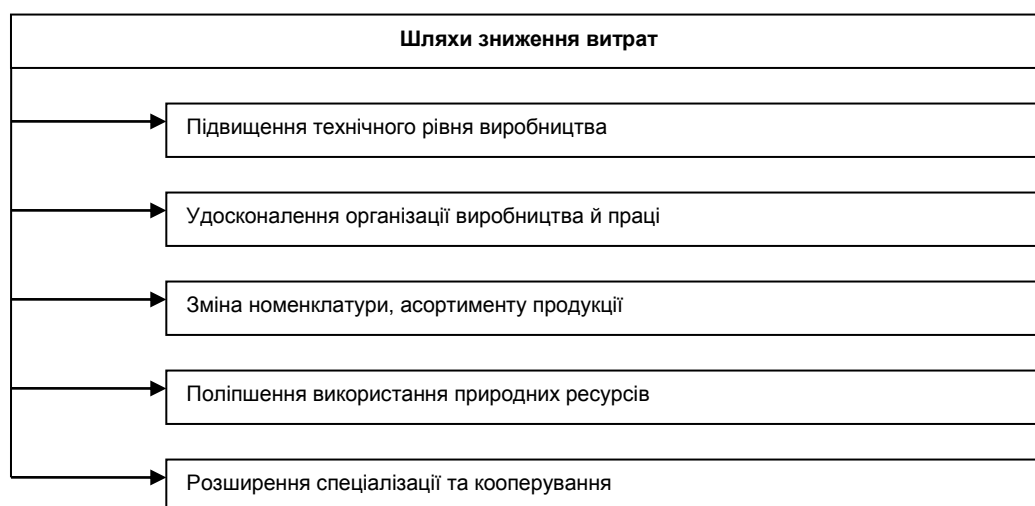 Шляхи зниження витрат
Підвищення технічного рівня виробництва
Удосконалення організації виробництва й праці
Зміна номенклатури, асортименту продукції
Поліпшення використання природних ресурсів
Розширення спеціалізації та кооперування